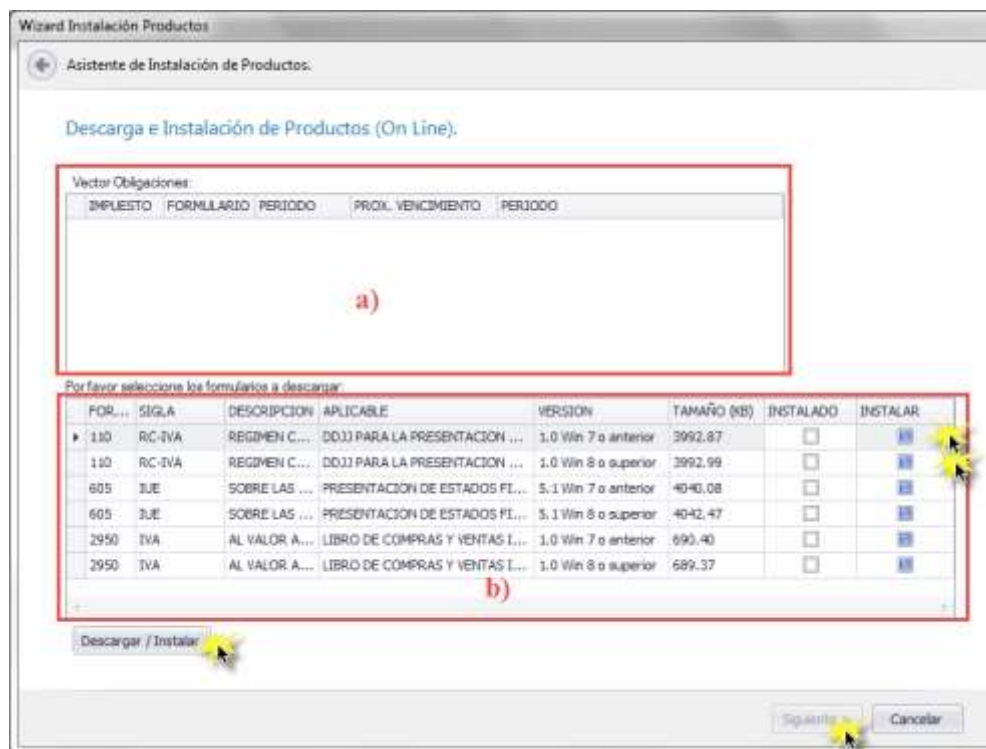 Wizard Instalación Productos
Asistente de Instalación de Productos.
Descarga e Instalación de Productos (On Line).
Vector Obligaciones:
IMPUESTO FORMULARIO PERIODO PROX. VENCIMIENTO PERIODO
a)
Por favor seleccione los formularios a descargar:
FOR... SIGLA DESCRIPCION APLICABLE VERSION TAMAÑO (KB) INSTALADO INSTALAR
110 RC-IVA REGIMEN C... DDJJ PARA LA PRESENTACION ... 1.0 Win 7 o anterior 3992.87
110 RC-IVA REGIMEN C... DDJJ PARA LA PRESENTACION ... 1.0 Win 8 o superior 3992.99
605 IUE SOBRE LAS ... PRESENTACION DE ESTADOS FI... 5.1 Win 7 o anterior 4040.08
605 IUE SOBRE LAS ... PRESENTACION DE ESTADOS FI... 5.1 Win 8 o superior 4042.47
2950 IVA AL VALOR A... LIBRO DE COMPRAS Y VENTAS I... 1.0 Win 7 o anterior 690.40
2950 IVA AL VALOR A... LIBRO DE COMPRAS Y VENTAS I... 1.0 Win 8 o superior 689.37
b)
Descargar / Instalar
Siguiente > Cancelar